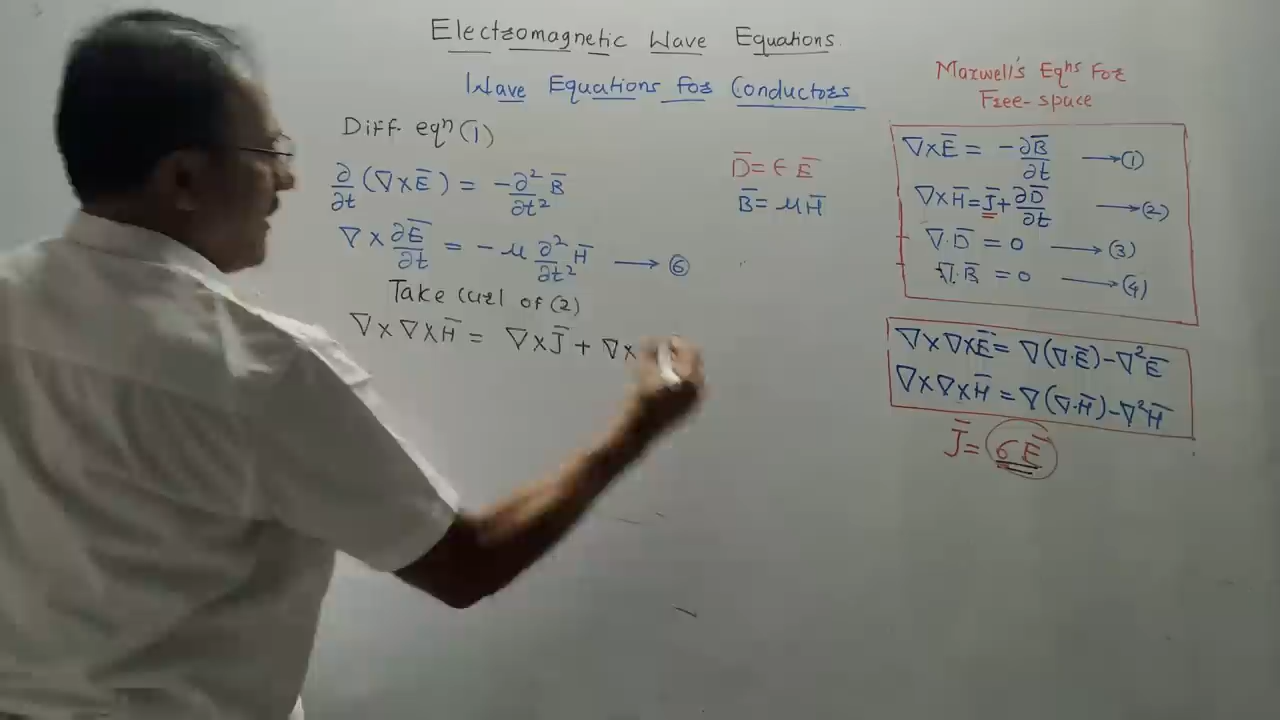 Electromagnetic Wave Equations.
Wave Equations for Conductors
Diff. eqⁿ (1)
∂/∂t (∇×E̅) = -∂²/∂t² B̅
∇ × ∂E̅/∂t = -μ ∂²/∂t² H̅ ⟶ ⑥
Take curl of (2)
∇×∇×H̅ = ∇×J̅ + ∇×
D̅ = ϵ E̅
B̅ = μH̅
Maxwell's Eqⁿˢ For
Free-space
∇×E̅ = -∂B̅/∂t ⟶ ①
∇×H̅ = J̅ + ∂D̅/∂t ⟶ (2)
∇.D̅ = 0 ⟶ (3)
∇.B̅ = 0 ⟶ (4)
∇×∇×E̅ = ∇(∇.E̅) - ∇²E̅
∇×∇×H̅ = ∇(∇.H̅) - ∇²H̅
J̅ = σE̅